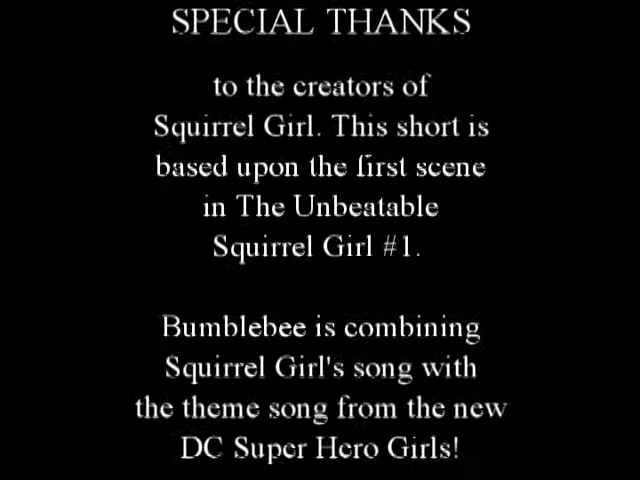 SPECIAL THANKS
to the creators of
Squirrel Girl. This short is
based upon the first scene
in The Unbeatable
Squirrel Girl #1.
Bumblebee is combining
Squirrel Girl's song with
the theme song from the new
DC Super Hero Girls!